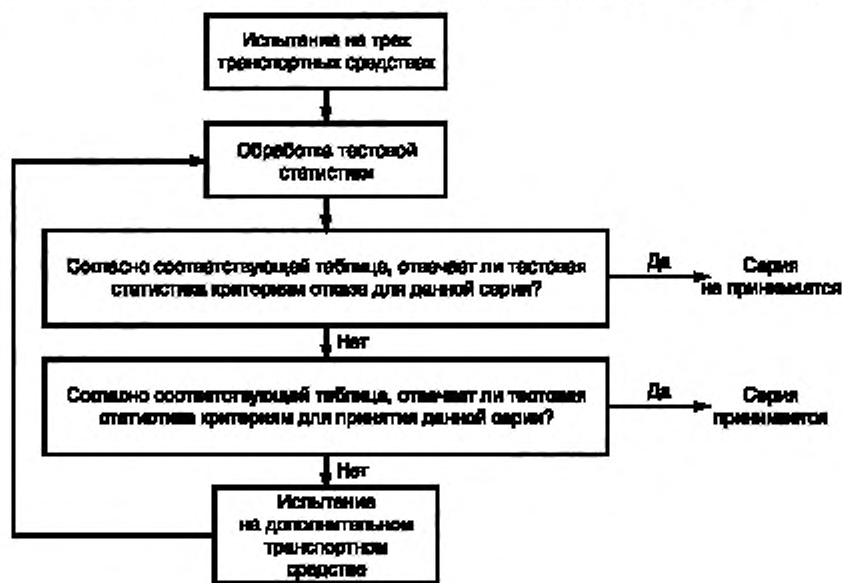 Испытание на трех
транспортных средствах
Обработка тестовой
статистики
Согласно соответствующей таблице, отвечает ли тестовая
статистика критериям отказа для данной серии?
Да
Серия
не принимается
Нет
Согласно соответствующей таблице, отвечает ли тестовая
статистика критериям для принятия данной серии?
Да
Серия
принимается
Нет
Испытание
на дополнительном
транспортном
средстве